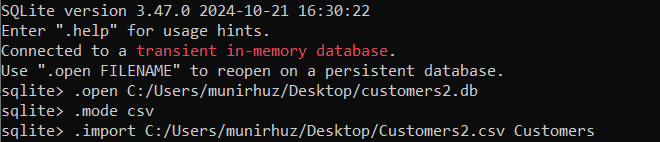 SQLite version 3.47.0 2024-10-21 16:30:22
Enter ".help" for usage hints.
Connected to a transient in-memory database.
Use ".open FILENAME" to reopen on a persistent database.
sqlite> .open C:/Users/munirhuz/Desktop/customers2.db
sqlite> .mode csv
sqlite> .import C:/Users/munirhuz/Desktop/Customers2.csv Customers